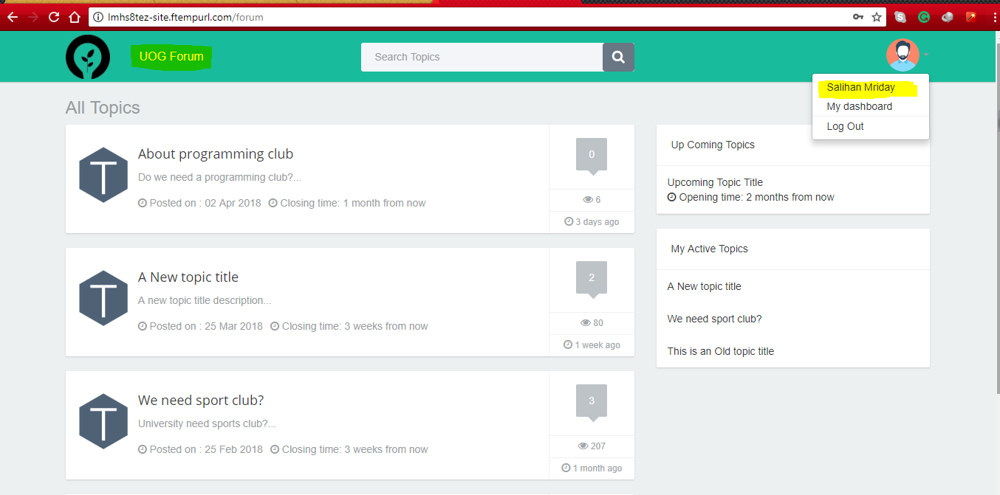 lmhs8tez-site.ftempurl.com/forum
UOG Forum
Search Topics
Salihan Mriday
My dashboard
Log Out
All Topics
T
About programming club
Do we need a programming club?...
Posted on : 02 Apr 2018 Closing time: 1 month from now
0
6
3 days ago
T
A New topic title
A new topic title description...
Posted on : 25 Mar 2018 Closing time: 3 weeks from now
2
80
1 week ago
T
We need sport club?
University need sports club?...
Posted on : 25 Feb 2018 Closing time: 3 weeks from now
3
207
1 month ago
Up Coming Topics
Upcoming Topic Title
Opening time: 2 months from now
My Active Topics
A New topic title
We need sport club?
This is an Old topic title